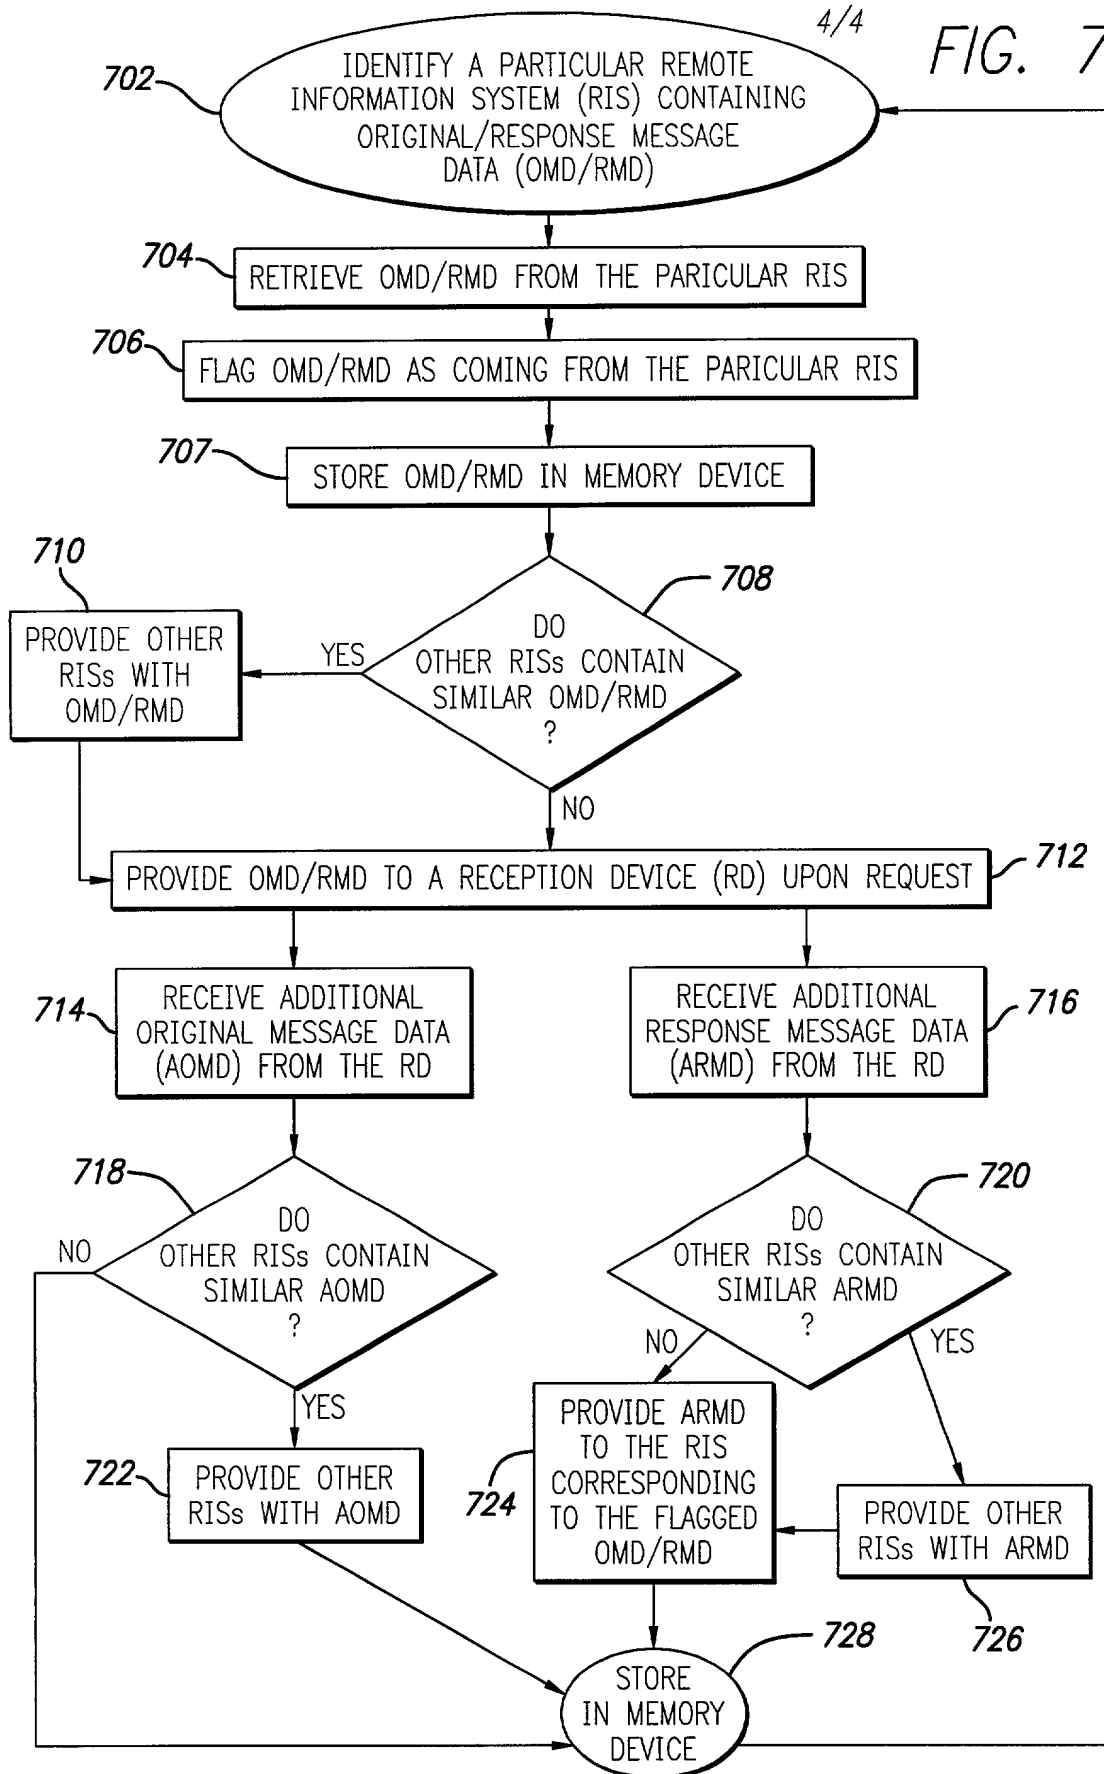 4/4
FIG. 7
702
IDENTIFY A PARTICULAR REMOTE
INFORMATION SYSTEM (RIS) CONTAINING
ORIGINAL/RESPONSE MESSAGE
DATA (OMD/RMD)
704
RETRIEVE OMD/RMD FROM THE PARICULAR RIS
706
FLAG OMD/RMD AS COMING FROM THE PARICULAR RIS
707
STORE OMD/RMD IN MEMORY DEVICE
710
708
PROVIDE OTHER
RISs WITH
OMD/RMD
YES
DO
OTHER RISs CONTAIN
SIMILAR OMD/RMD
?
NO
PROVIDE OMD/RMD TO A RECEPTION DEVICE (RD) UPON REQUEST
712
714
RECEIVE ADDITIONAL
ORIGINAL MESSAGE DATA
(AOMD) FROM THE RD
RECEIVE ADDITIONAL
RESPONSE MESSAGE DATA
(ARMD) FROM THE RD
716
718
DO
OTHER RISs CONTAIN
SIMILAR AOMD
?
NO
YES
720
DO
OTHER RISs CONTAIN
SIMILAR ARMD
?
NO
YES
722
PROVIDE OTHER
RISs WITH AOMD
724
PROVIDE ARMD
TO THE RIS
CORRESPONDING
TO THE FLAGGED
OMD/RMD
PROVIDE OTHER
RISs WITH ARMD
726
728
STORE
IN MEMORY
DEVICE